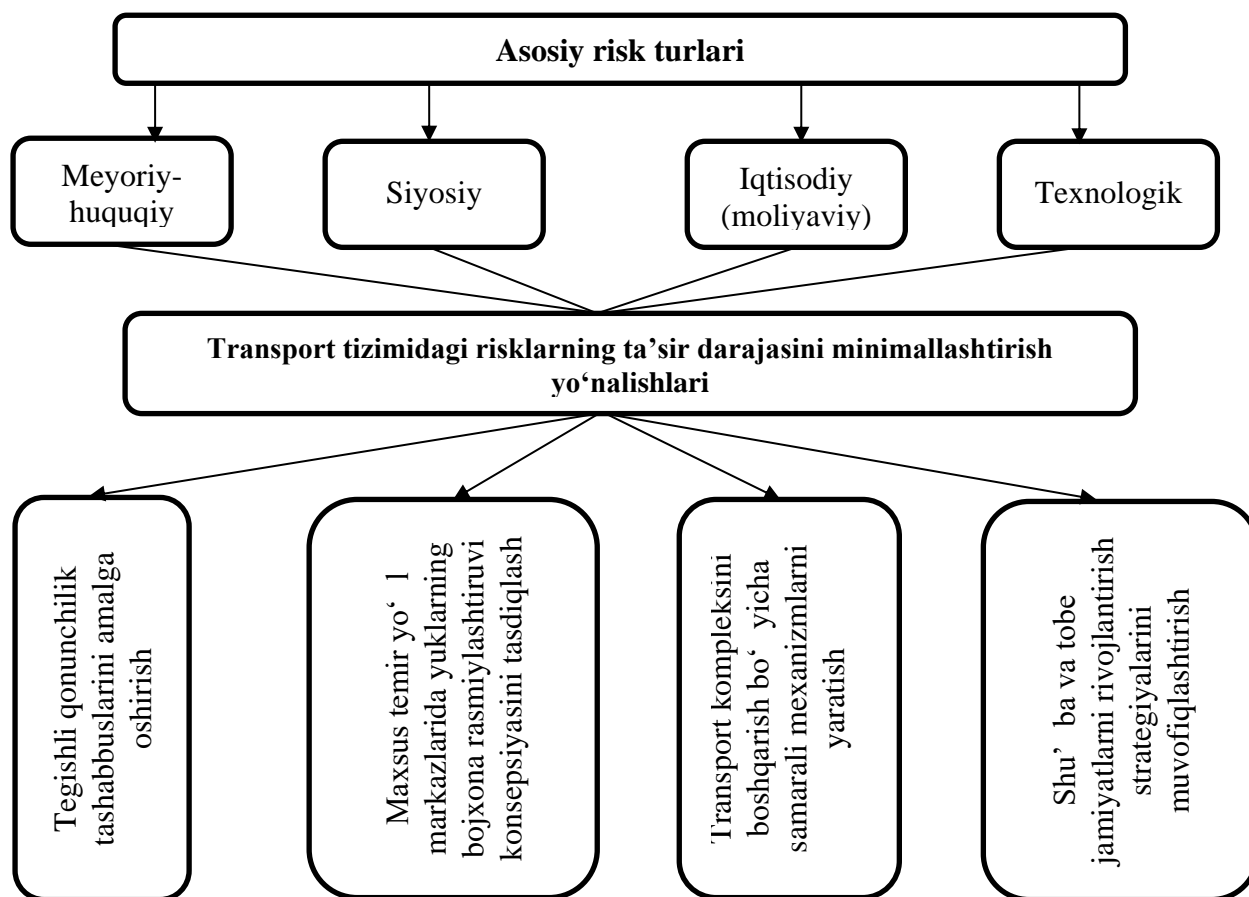 Asosiy risk turlari
Meyoriy-
huquqiy
Siyosiy
Iqtisodiy
(moliyaviy)
Texnologik
Transport tizimidagi risklarning ta’sir darajasini minimallashtirish
yo‘nalishlari
Tegishli qonunchilik
tashabbuslarini amalga
oshirish
Maxsus temir yo‘ l
markazlarida yuklarning
bojxona rasmiylashtiruvi
konsepsiyasini tasdiqlash
Transport kompleksini
boshqarish bo‘ yicha
samarali mexanizmlarni
yaratish
Shu’ ba va tobe
jamiyatlarni rivojlantirish
strategiyalarini
muvofiqlashtirish